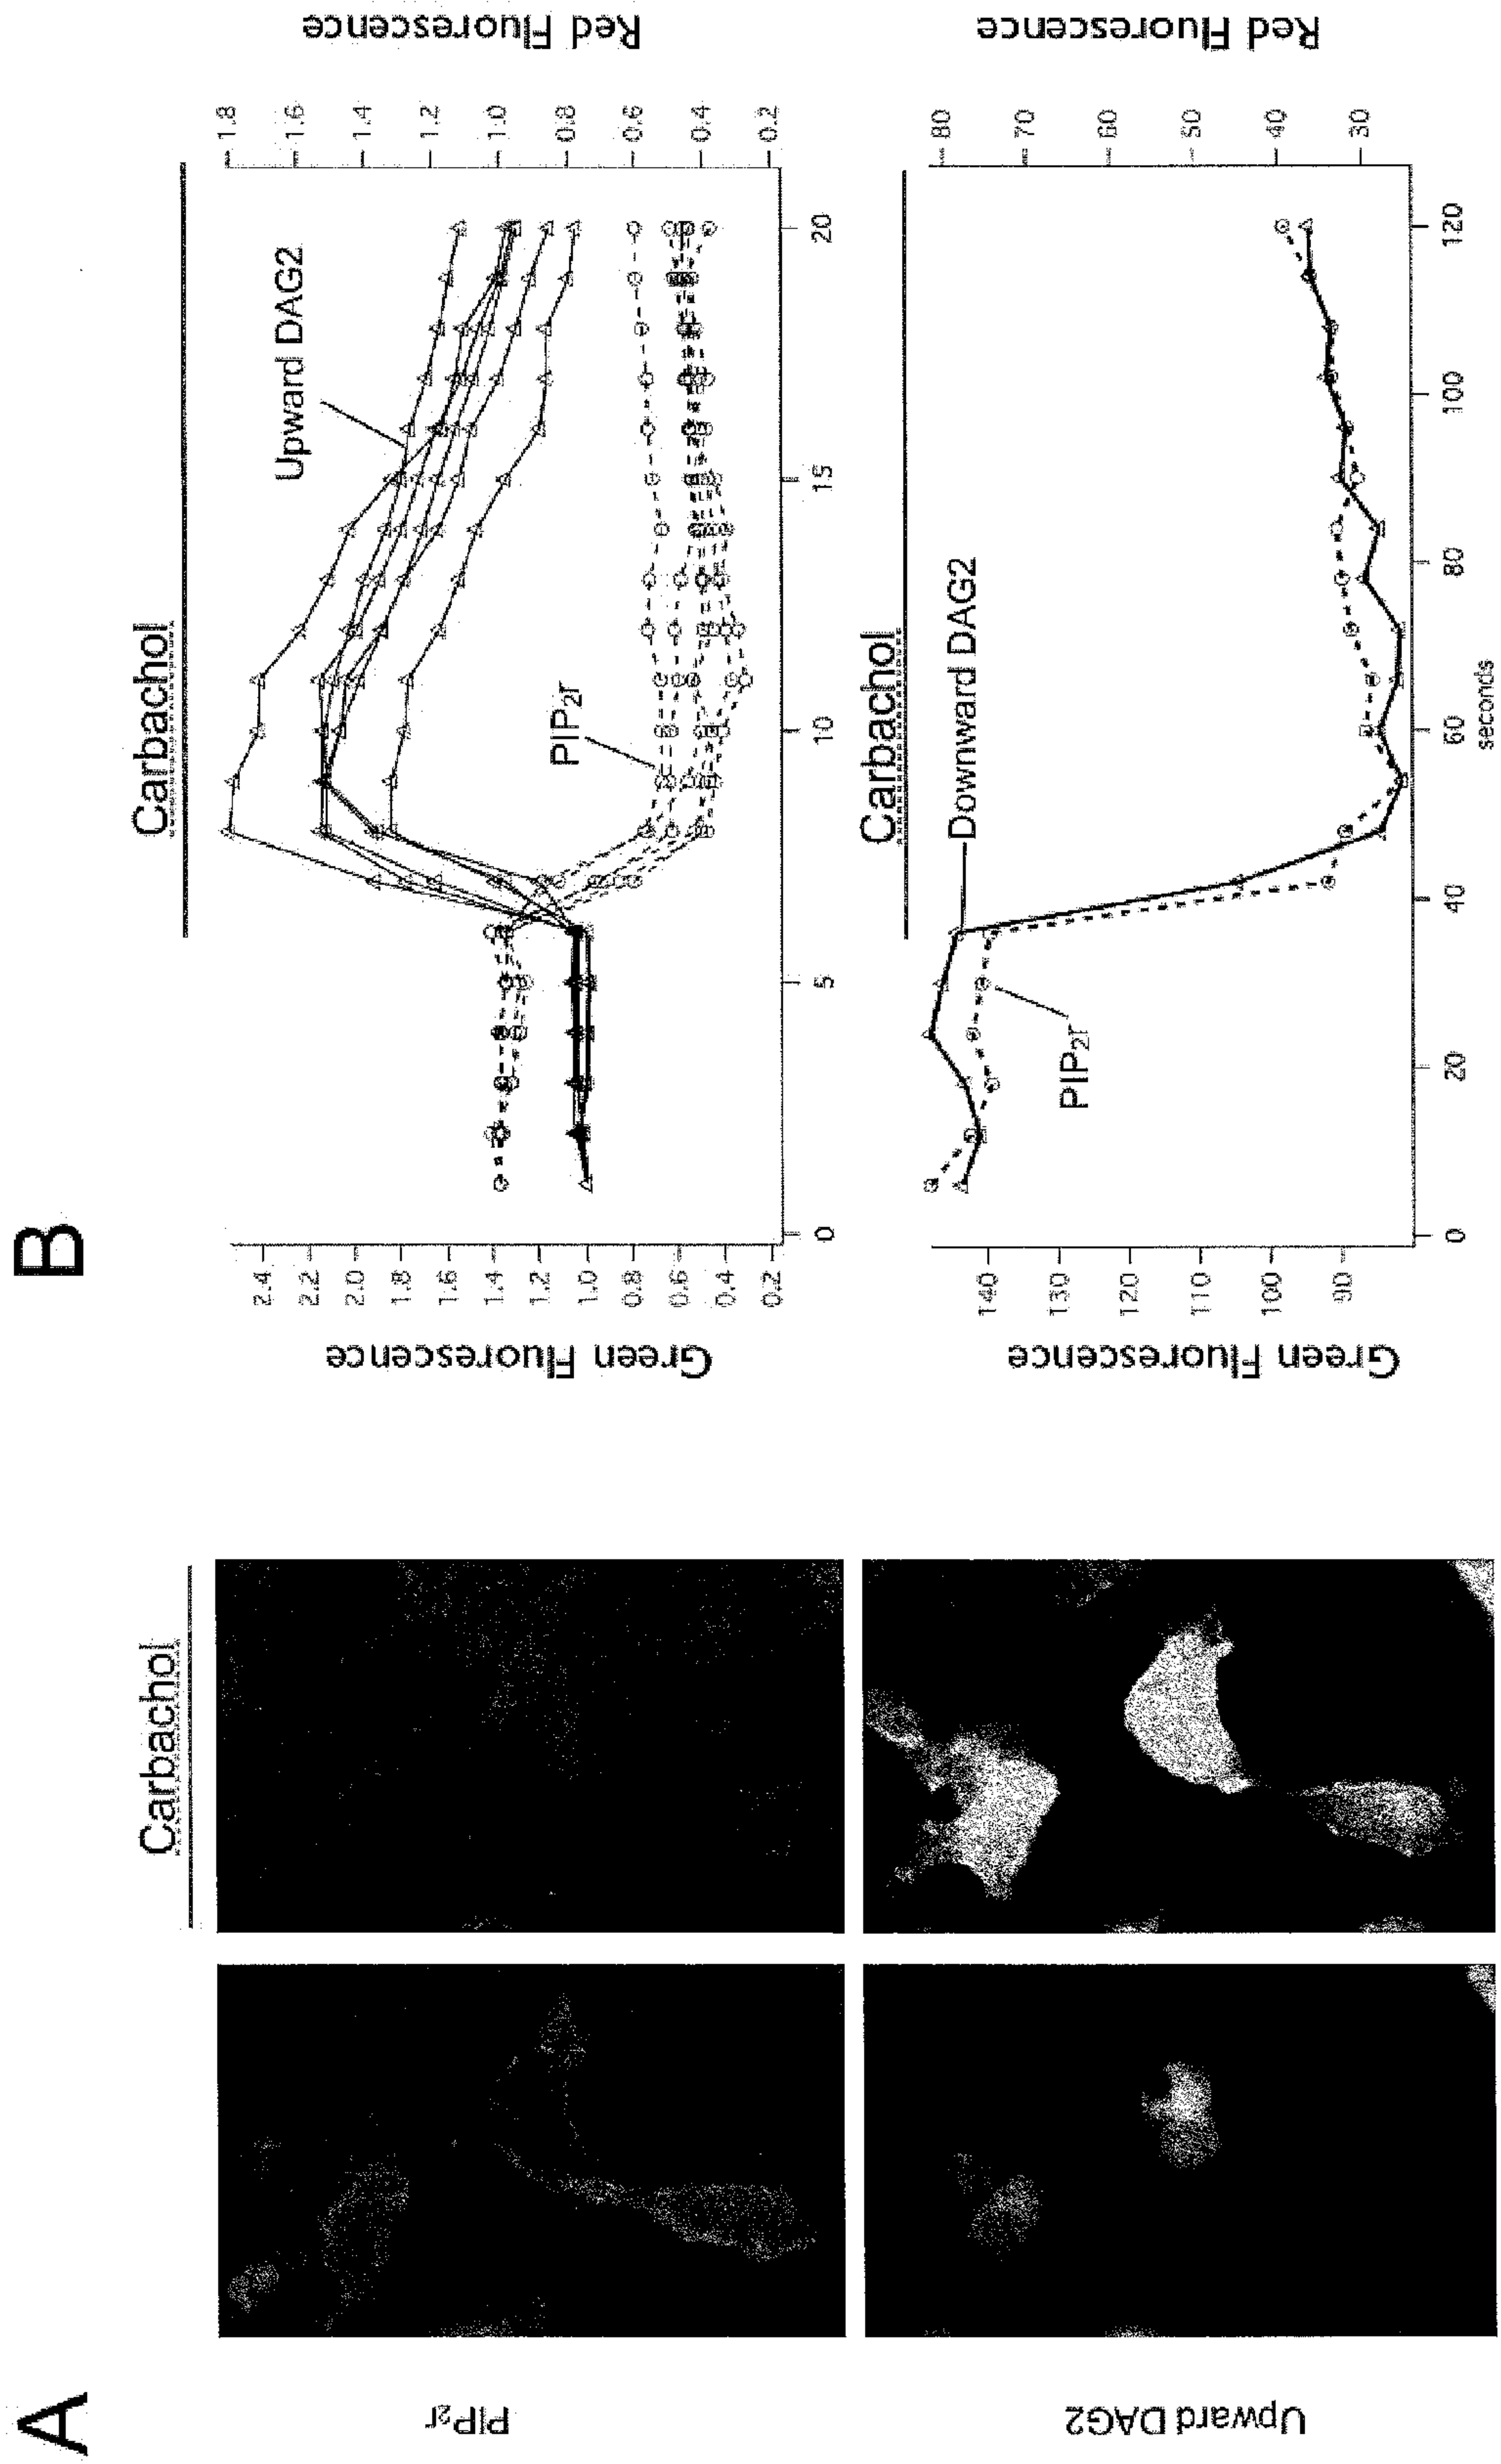 A
Carbachol
PIP2r
Upward DAG2
B
Carbachol
Green Fluorescence
2.4
2.2
2.0
1.8
1.6
1.4
1.2
1.0
0.8
0.6
0.4
0.2
Upward DAG2
PIP2r
1.8
1.6
1.4
1.2
1.0
0.8
0.6
0.4
0.2
Red Fluorescence
0
5
10
15
20
Carbachol
Green Fluorescence
140
130
120
110
100
90
Downward DAG2
PIP2r
80
70
60
50
40
30
Red Fluorescence
0
20
40
60
80
100
120
seconds